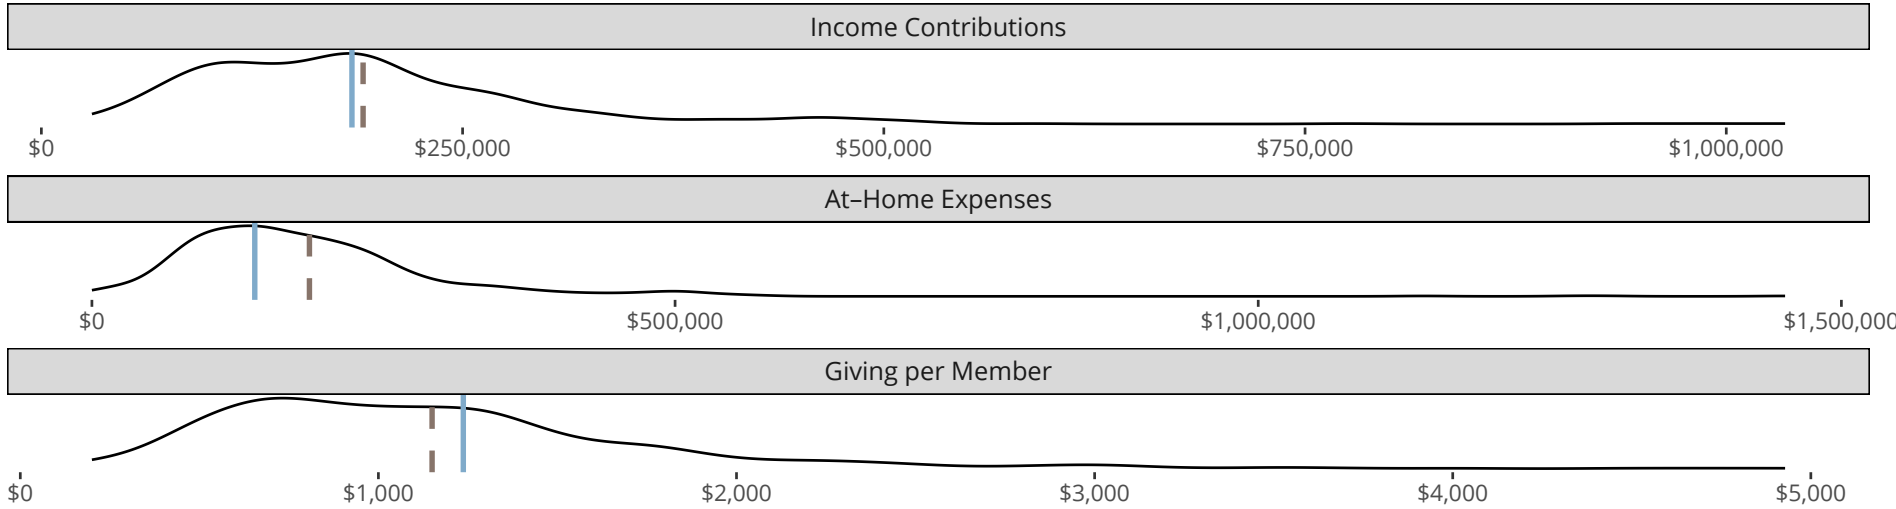 Income Contributions
$0 $250,000 $500,000 $750,000 $1,000,000
At–Home Expenses
$0 $500,000 $1,000,000 $1,500,000
Giving per Member
$0 $1,000 $2,000 $3,000 $4,000 $5,000